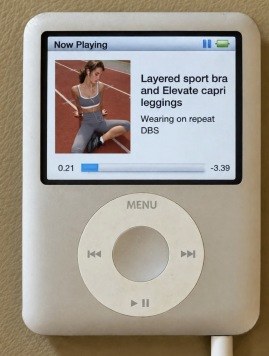 Now Playing
Layered sport bra
and Elevate capri
leggings
Wearing on repeat
DBS
0.21
-3.39
MENU